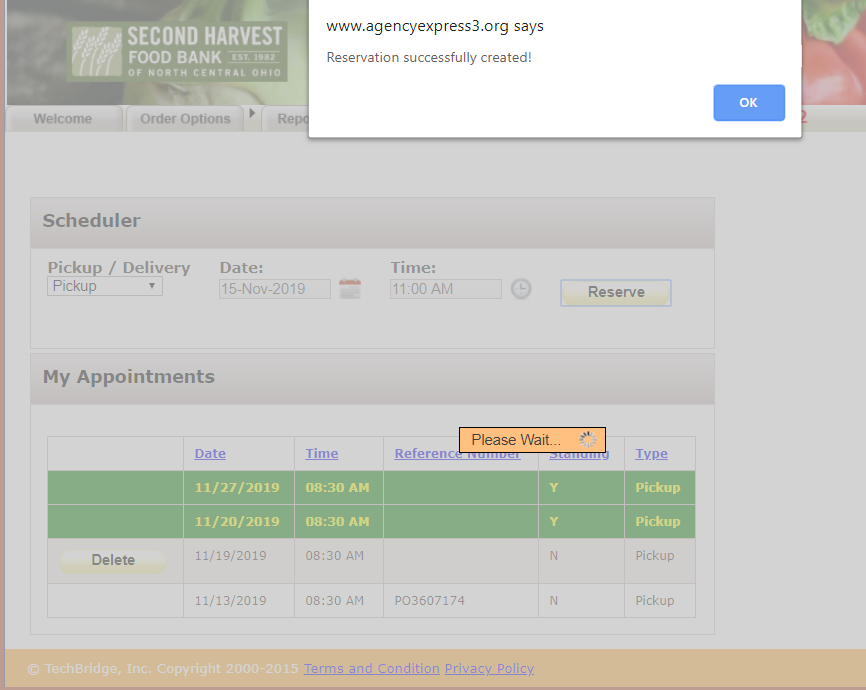 www.agencyexpress3.org says
Reservation successfully created!
OK
SECOND HARVEST
FOOD BANK EST. 1982
OF NORTH CENTRAL OHIO
Welcome Order Options Repo 2
Scheduler
Pickup / Delivery Date: Time:
Pickup 15-Nov-2019 11:00 AM Reserve
My Appointments
Please Wait...
Date Time Reference Number Standing Type
11/27/2019 08:30 AM Y Pickup
11/20/2019 08:30 AM Y Pickup
Delete 11/19/2019 08:30 AM N Pickup
11/13/2019 08:30 AM PO3607174 N Pickup
© TechBridge, Inc. Copyright 2000-2015 Terms and Condition Privacy Policy